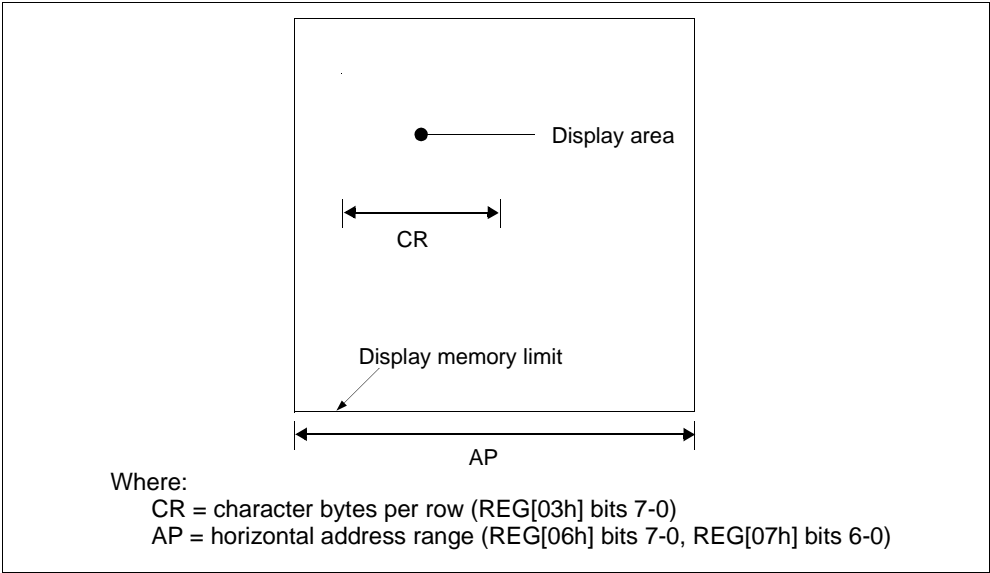 Display area
CR
Display memory limit
AP
Where:
CR = character bytes per row (REG[03h] bits 7-0)
AP = horizontal address range (REG[06h] bits 7-0, REG[07h] bits 6-0)